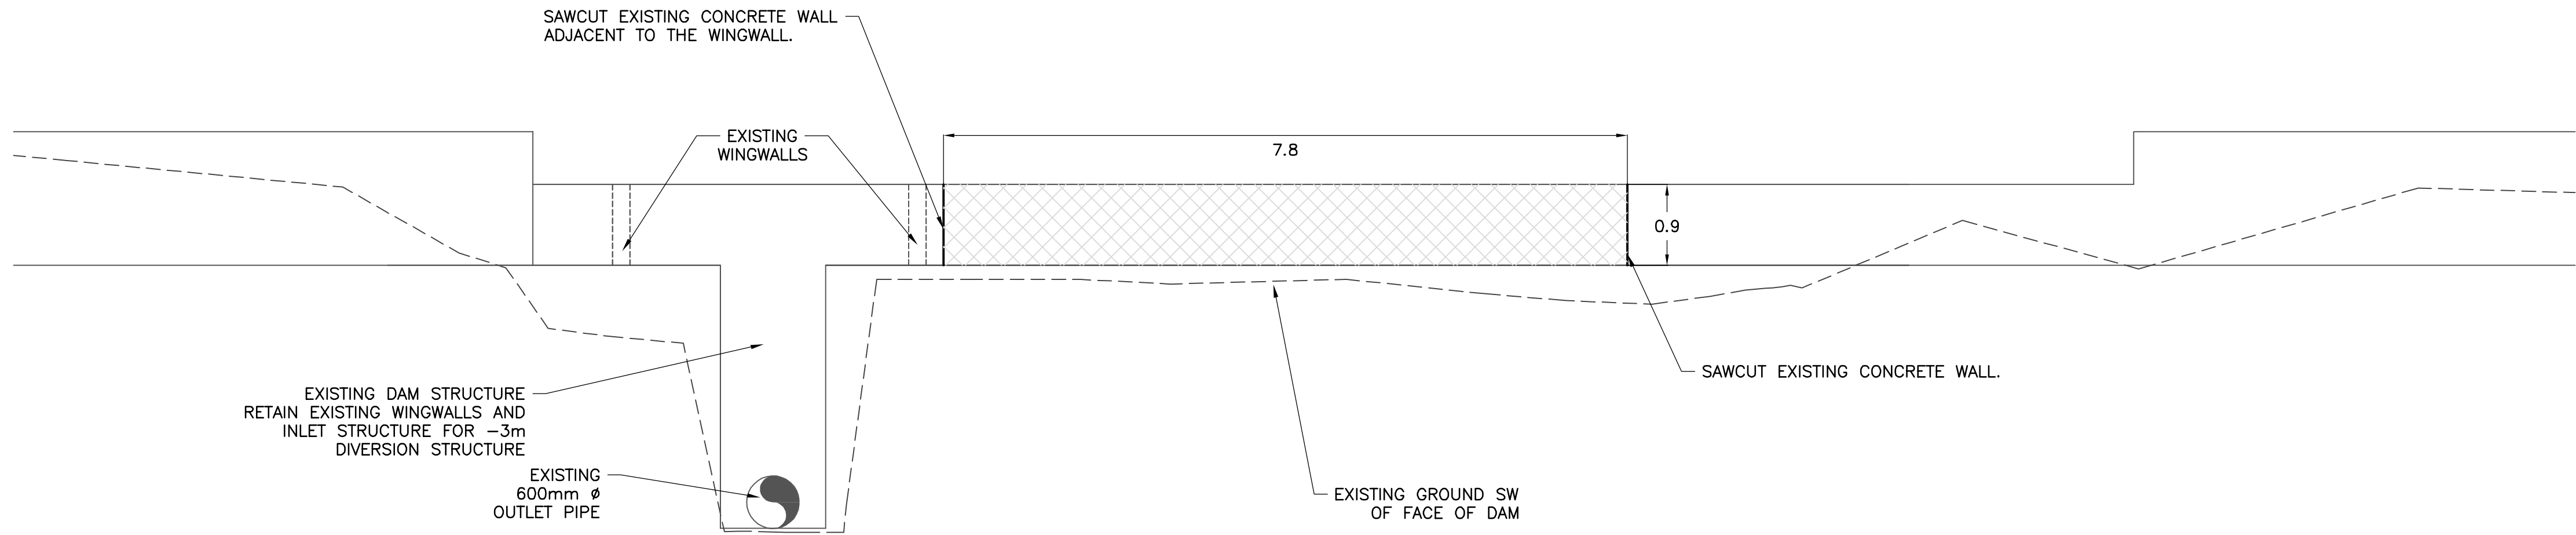 SAWCUT EXISTING CONCRETE WALL
ADJACENT TO THE WINGWALL.
EXISTING
WINGWALLS
7.8
0.9
SAWCUT EXISTING CONCRETE WALL.
EXISTING DAM STRUCTURE
RETAIN EXISTING WINGWALLS AND
INLET STRUCTURE FOR -3m
DIVERSION STRUCTURE
EXISTING
600mm ø
OUTLET PIPE
EXISTING GROUND SW
OF FACE OF DAM